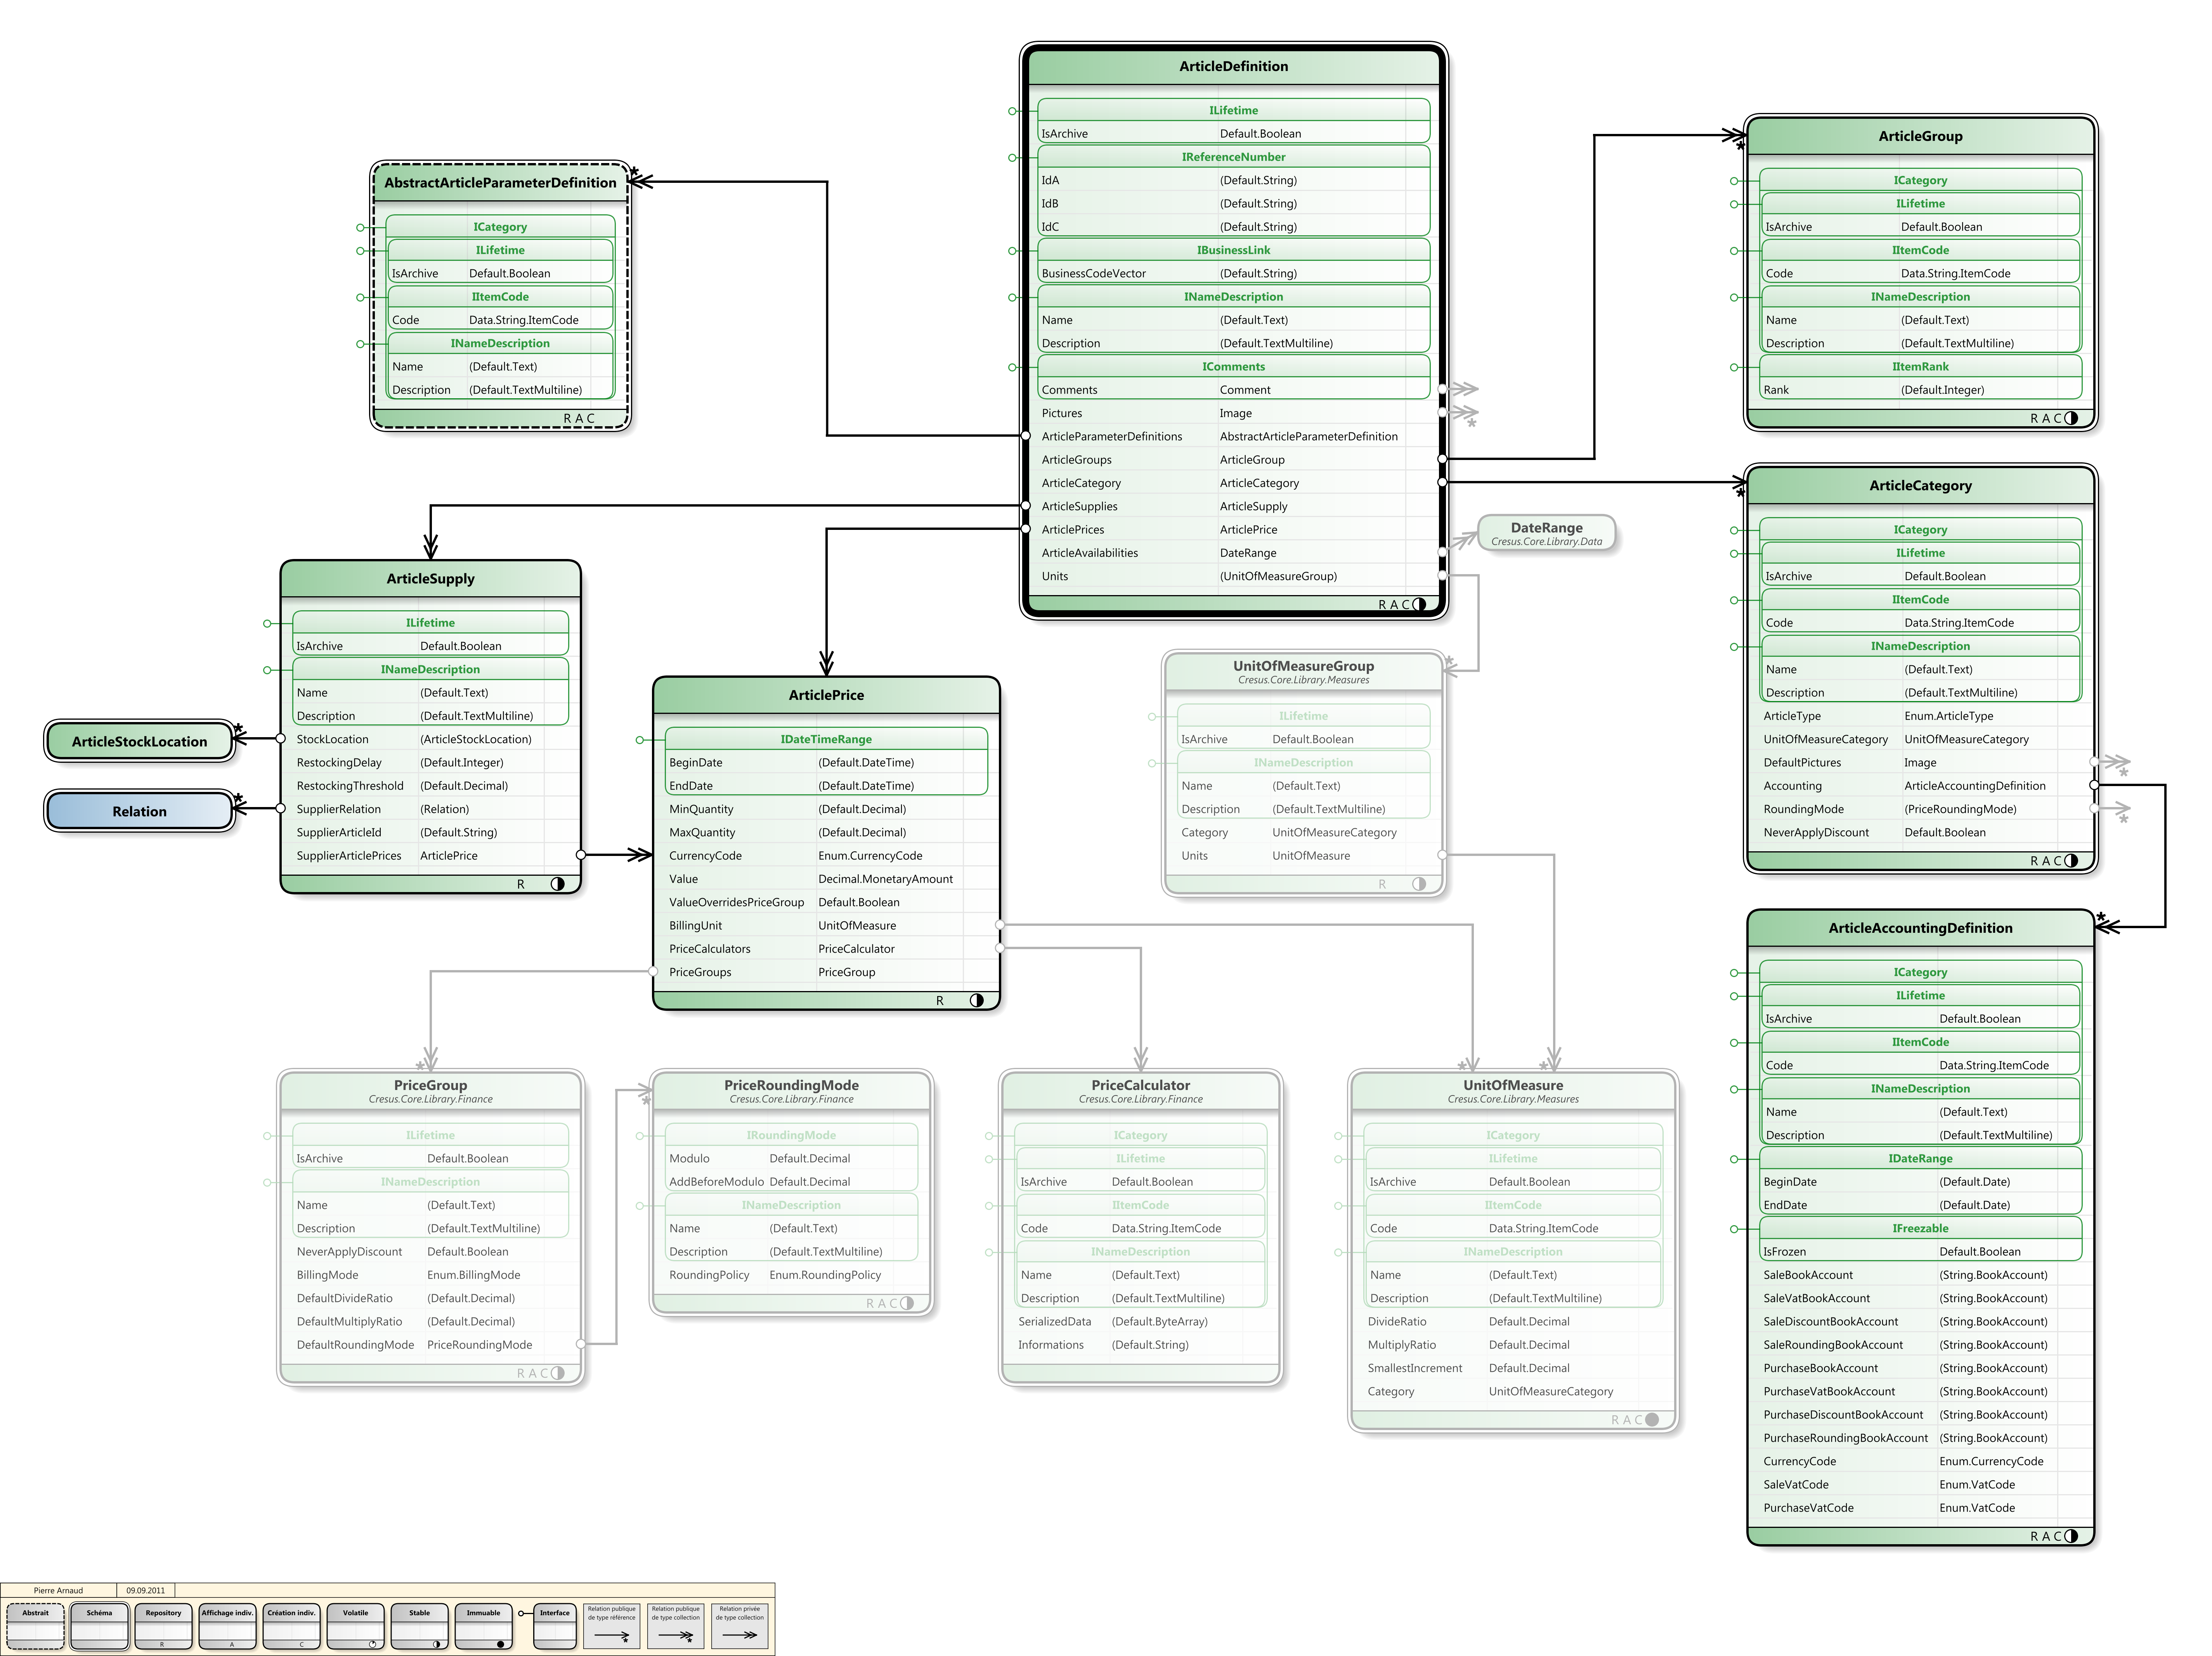 ArticleDefinition
ILifetime
IsArchive Default.Boolean
IReferenceNumber
IdA (Default.String)
IdB (Default.String)
IdC (Default.String)
IBusinessLink
BusinessCodeVector (Default.String)
INameDescription
Name (Default.Text)
Description (Default.TextMultiline)
IComments
Comments Comment
Pictures Image
*
ArticleParameterDefinitions AbstractArticleParameterDefinition
ArticleGroups ArticleGroup
ArticleCategory ArticleCategory
ArticleSupplies ArticleSupply
ArticlePrices ArticlePrice
ArticleAvailabilities DateRange
Units (UnitOfMeasureGroup)
R A C
AbstractArticleParameterDefinition
*
ICategory
ILifetime
IsArchive Default.Boolean
IItemCode
Code Data.String.ItemCode
INameDescription
Name (Default.Text)
Description (Default.TextMultiline)
R A C
ArticleGroup
*
ICategory
ILifetime
IsArchive Default.Boolean
IItemCode
Code Data.String.ItemCode
INameDescription
Name (Default.Text)
Description (Default.TextMultiline)
IItemRank
Rank (Default.Integer)
R A C
ArticleCategory
*
ICategory
ILifetime
IsArchive Default.Boolean
IItemCode
Code Data.String.ItemCode
INameDescription
Name (Default.Text)
Description (Default.TextMultiline)
ArticleType Enum.ArticleType
UnitOfMeasureCategory UnitOfMeasureCategory
DefaultPictures Image
*
Accounting ArticleAccountingDefinition
RoundingMode (PriceRoundingMode)
*
NeverApplyDiscount Default.Boolean
R A C
DateRange
Cresus.Core.Library.Data
ArticleSupply
ILifetime
IsArchive Default.Boolean
INameDescription
Name (Default.Text)
Description (Default.TextMultiline)
StockLocation (ArticleStockLocation)
RestockingDelay (Default.Integer)
RestockingThreshold (Default.Decimal)
SupplierRelation (Relation)
SupplierArticleId (Default.String)
SupplierArticlePrices ArticlePrice
R
ArticleStockLocation
*
Relation
*
ArticlePrice
IDateTimeRange
BeginDate (Default.DateTime)
EndDate (Default.DateTime)
MinQuantity (Default.Decimal)
MaxQuantity (Default.Decimal)
CurrencyCode Enum.CurrencyCode
Value Decimal.MonetaryAmount
ValueOverridesPriceGroup Default.Boolean
BillingUnit UnitOfMeasure
PriceCalculators PriceCalculator
PriceGroups PriceGroup
R
UnitOfMeasureGroup
Cresus.Core.Library.Measures
*
ILifetime
IsArchive Default.Boolean
INameDescription
Name (Default.Text)
Description (Default.TextMultiline)
Category UnitOfMeasureCategory
Units UnitOfMeasure
R
ArticleAccountingDefinition
*
ICategory
ILifetime
IsArchive Default.Boolean
IItemCode
Code Data.String.ItemCode
INameDescription
Name (Default.Text)
Description (Default.TextMultiline)
IDateRange
BeginDate (Default.Date)
EndDate (Default.Date)
IFreezable
IsFrozen Default.Boolean
SaleBookAccount (String.BookAccount)
SaleVatBookAccount (String.BookAccount)
SaleDiscountBookAccount (String.BookAccount)
SaleRoundingBookAccount (String.BookAccount)
PurchaseBookAccount (String.BookAccount)
PurchaseVatBookAccount (String.BookAccount)
PurchaseDiscountBookAccount (String.BookAccount)
PurchaseRoundingBookAccount (String.BookAccount)
CurrencyCode Enum.CurrencyCode
SaleVatCode Enum.VatCode
PurchaseVatCode Enum.VatCode
R A C
*
PriceGroup
Cresus.Core.Library.Finance
ILifetime
IsArchive Default.Boolean
INameDescription
Name (Default.Text)
Description (Default.TextMultiline)
NeverApplyDiscount Default.Boolean
BillingMode Enum.BillingMode
DefaultDivideRatio (Default.Decimal)
DefaultMultiplyRatio (Default.Decimal)
DefaultRoundingMode PriceRoundingMode
R A C
PriceRoundingMode
Cresus.Core.Library.Finance
*
IRoundingMode
Modulo Default.Decimal
AddBeforeModulo Default.Decimal
INameDescription
Name (Default.Text)
Description (Default.TextMultiline)
RoundingPolicy Enum.RoundingPolicy
R A C
PriceCalculator
Cresus.Core.Library.Finance
ICategory
ILifetime
IsArchive Default.Boolean
IItemCode
Code Data.String.ItemCode
INameDescription
Name (Default.Text)
Description (Default.TextMultiline)
SerializedData (Default.ByteArray)
Informations (Default.String)
* *
UnitOfMeasure
Cresus.Core.Library.Measures
ICategory
ILifetime
IsArchive Default.Boolean
IItemCode
Code Data.String.ItemCode
INameDescription
Name (Default.Text)
Description (Default.TextMultiline)
DivideRatio Default.Decimal
MultiplyRatio Default.Decimal
SmallestIncrement Default.Decimal
Category UnitOfMeasureCategory
R A C
Pierre Arnaud 09.09.2011
Abstrait
Schéma
Repository
R
Affichage indiv.
A
Création indiv.
C
Volatile
Stable
Immuable
Interface
Relation publique
de type référence
*
Relation publique
de type collection
*
Relation privée
de type collection